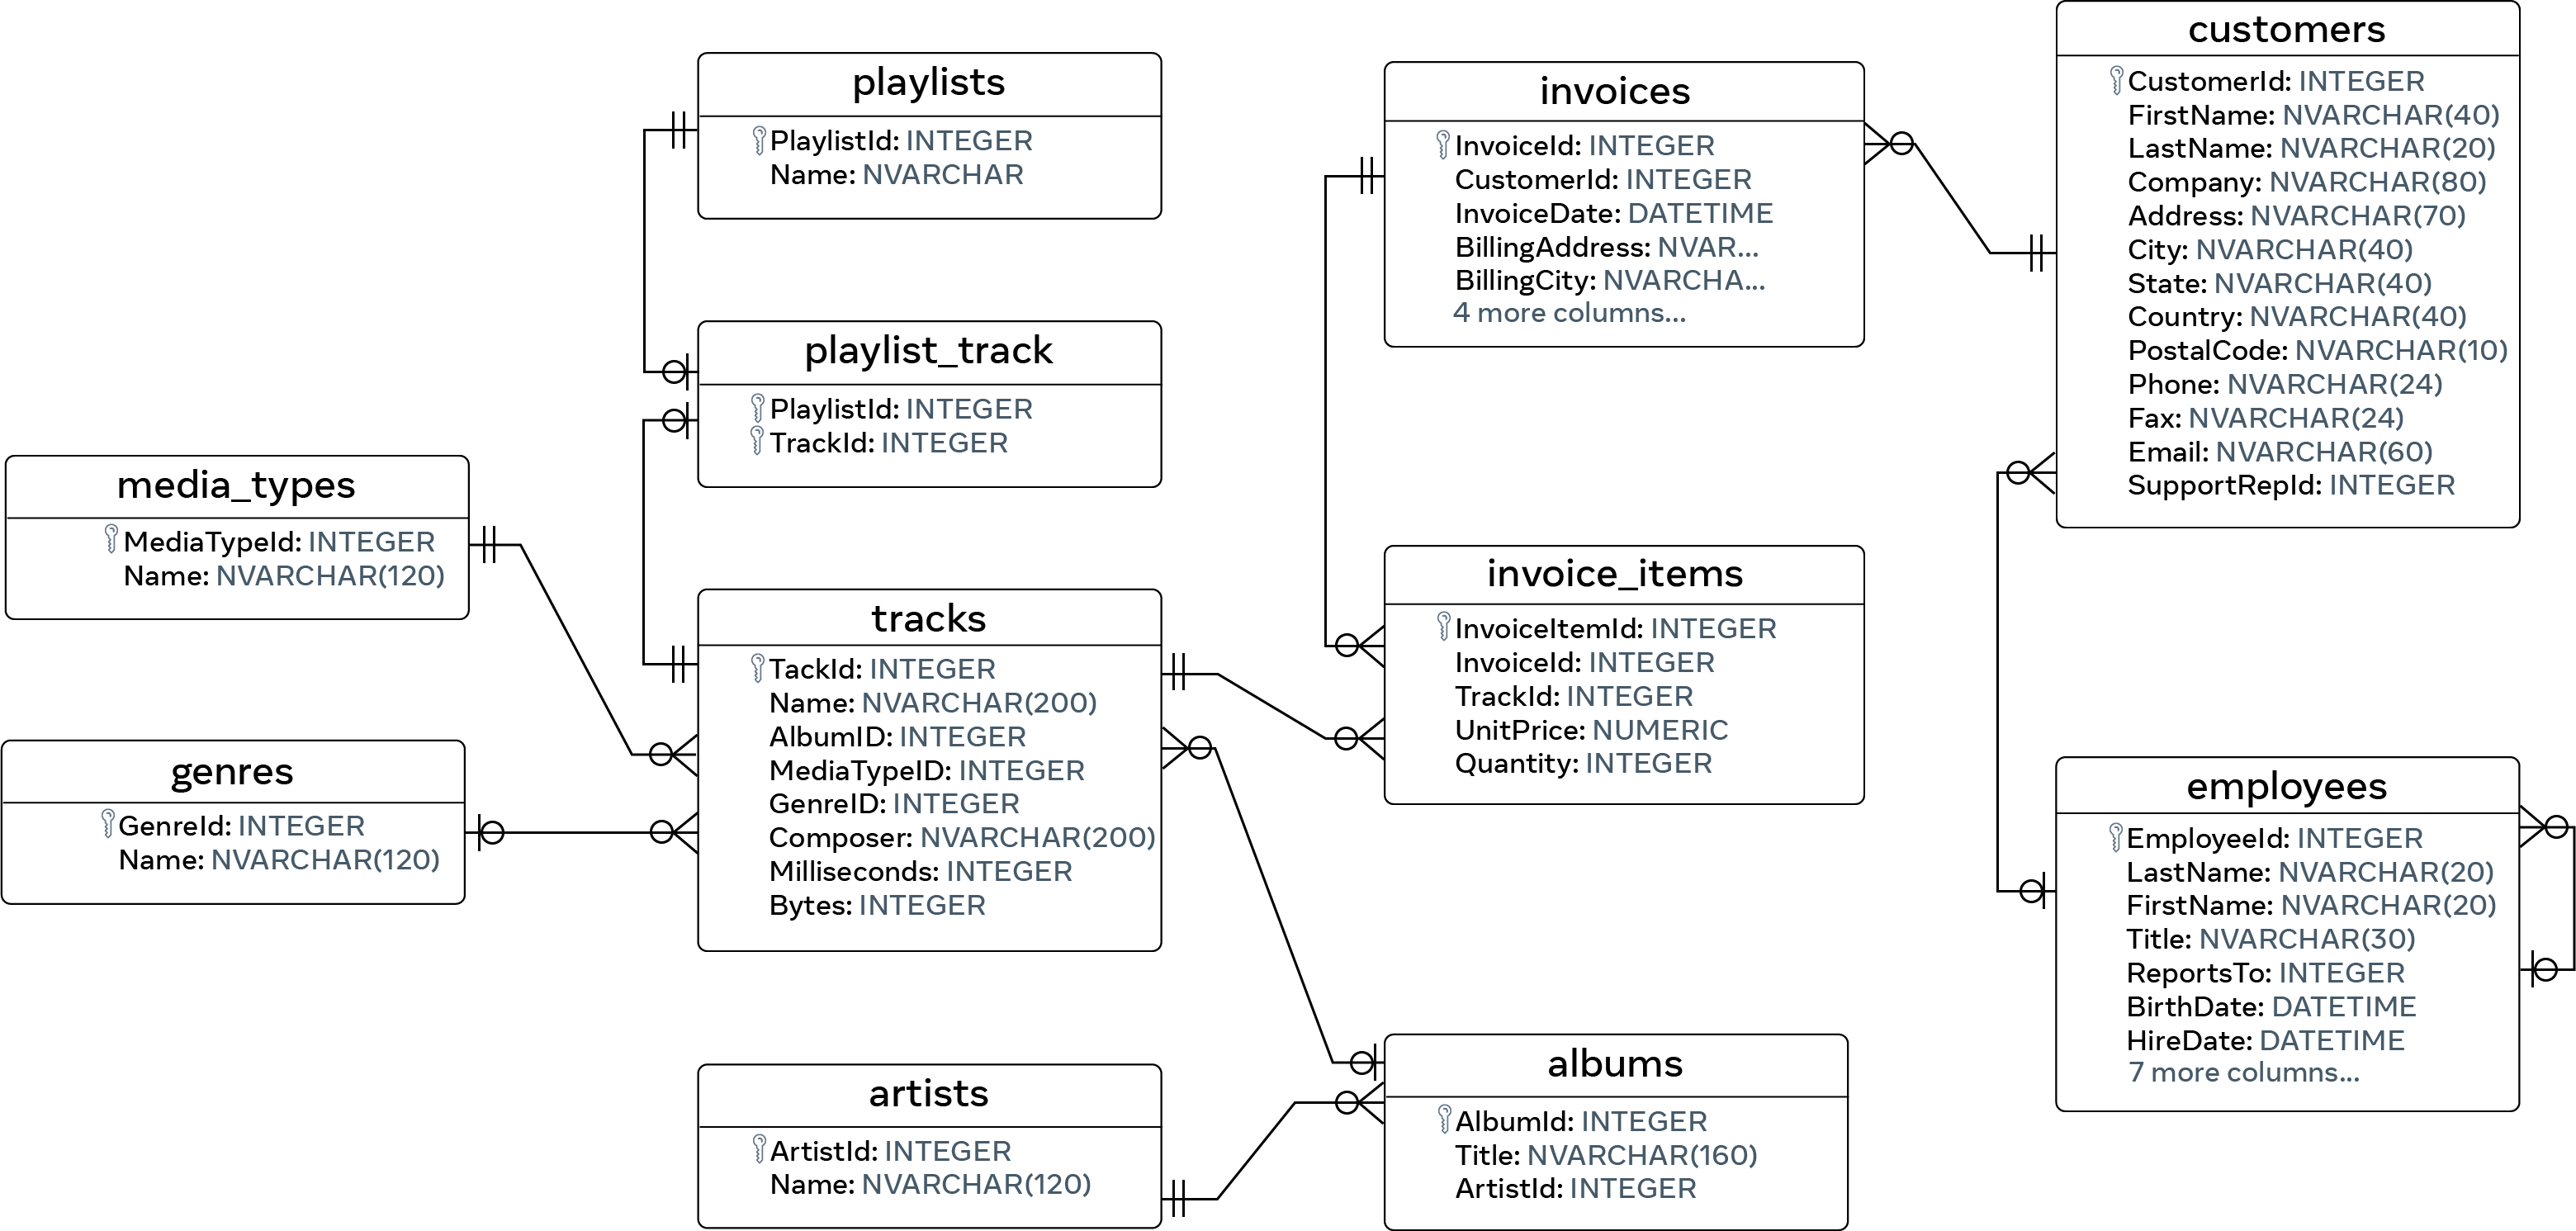 playlists
PlaylistId: INTEGER
Name: NVARCHAR
playlist_track
PlaylistId: INTEGER
TrackId: INTEGER
media_types
MediaTypeId: INTEGER
Name: NVARCHAR(120)
genres
GenreId: INTEGER
Name: NVARCHAR(120)
tracks
TackId: INTEGER
Name: NVARCHAR(200)
AlbumID: INTEGER
MediaTypeID: INTEGER
GenreID: INTEGER
Composer: NVARCHAR(200)
Milliseconds: INTEGER
Bytes: INTEGER
artists
ArtistId: INTEGER
Name: NVARCHAR(120)
invoices
InvoiceId: INTEGER
CustomerId: INTEGER
InvoiceDate: DATETIME
BillingAddress: NVAR...
BillingCity: NVARCHA...
4 more columns...
invoice_items
InvoiceItemId: INTEGER
InvoiceId: INTEGER
TrackId: INTEGER
UnitPrice: NUMERIC
Quantity: INTEGER
albums
AlbumId: INTEGER
Title: NVARCHAR(160)
ArtistId: INTEGER
customers
CustomerId: INTEGER
FirstName: NVARCHAR(40)
LastName: NVARCHAR(20)
Company: NVARCHAR(80)
Address: NVARCHAR(70)
City: NVARCHAR(40)
State: NVARCHAR(40)
Country: NVARCHAR(40)
PostalCode: NVARCHAR(10)
Phone: NVARCHAR(24)
Fax: NVARCHAR(24)
Email: NVARCHAR(60)
SupportRepId: INTEGER
employees
EmployeeId: INTEGER
LastName: NVARCHAR(20)
FirstName: NVARCHAR(20)
Title: NVARCHAR(30)
ReportsTo: INTEGER
BirthDate: DATETIME
HireDate: DATETIME
7 more columns...